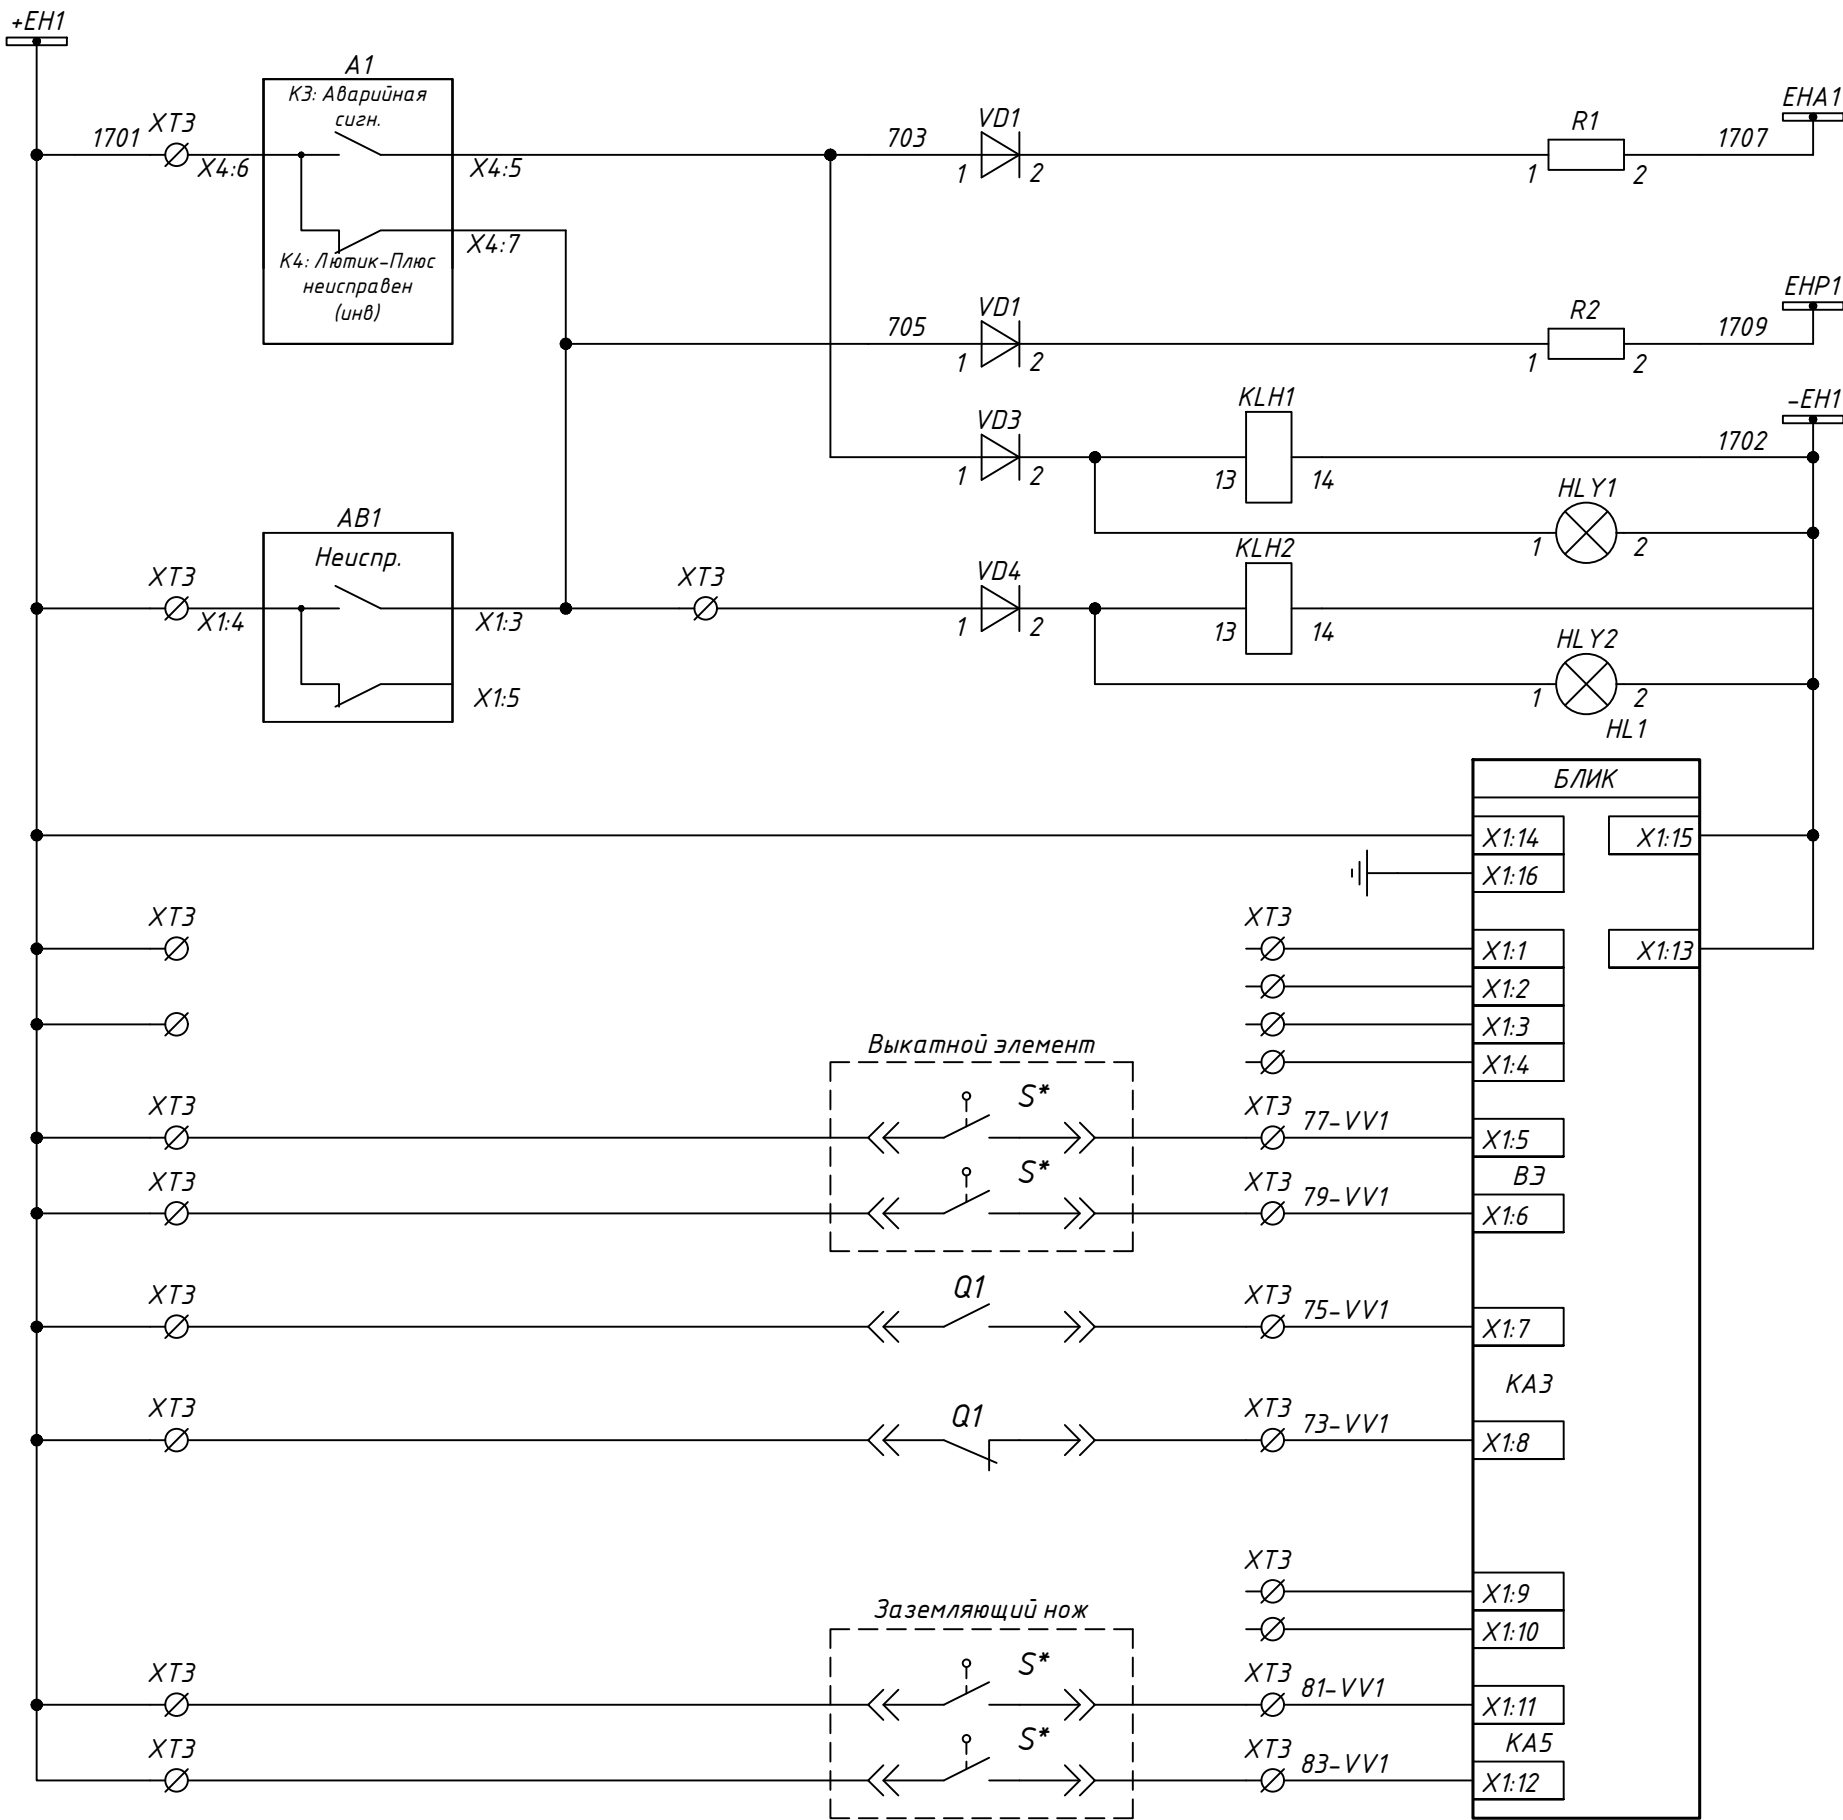 +EH1
A1
К3: Аварийная
сигн.
1701
XT3
X4:6
X4:5
703
VD1
1
2
R1
1
2
1707
EHA1
X4:7
К4: Лютик-Плюс
неисправен
(инв)
705
VD1
1
2
R2
1
2
1709
EHP1
VD3
1
2
KLH1
13
14
1702
-EH1
HLY1
1
2
AB1
Неиспр.
XT3
X1:4
X1:3
XT3
VD4
1
2
KLH2
13
14
X1:5
HLY2
1
2
HL1
БЛИК
X1:14
X1:15
X1:16
XT3
XT3
X1:1
X1:13
X1:2
X1:3
X1:4
Выкатной элемент
XT3
S*
XT3
77-VV1
X1:5
ВЭ
XT3
S*
XT3
79-VV1
X1:6
XT3
Q1
XT3
75-VV1
X1:7
КА3
XT3
Q1
XT3
73-VV1
X1:8
XT3
X1:9
X1:10
Заземляющий нож
XT3
S*
XT3
81-VV1
X1:11
КА5
XT3
S*
XT3
83-VV1
X1:12